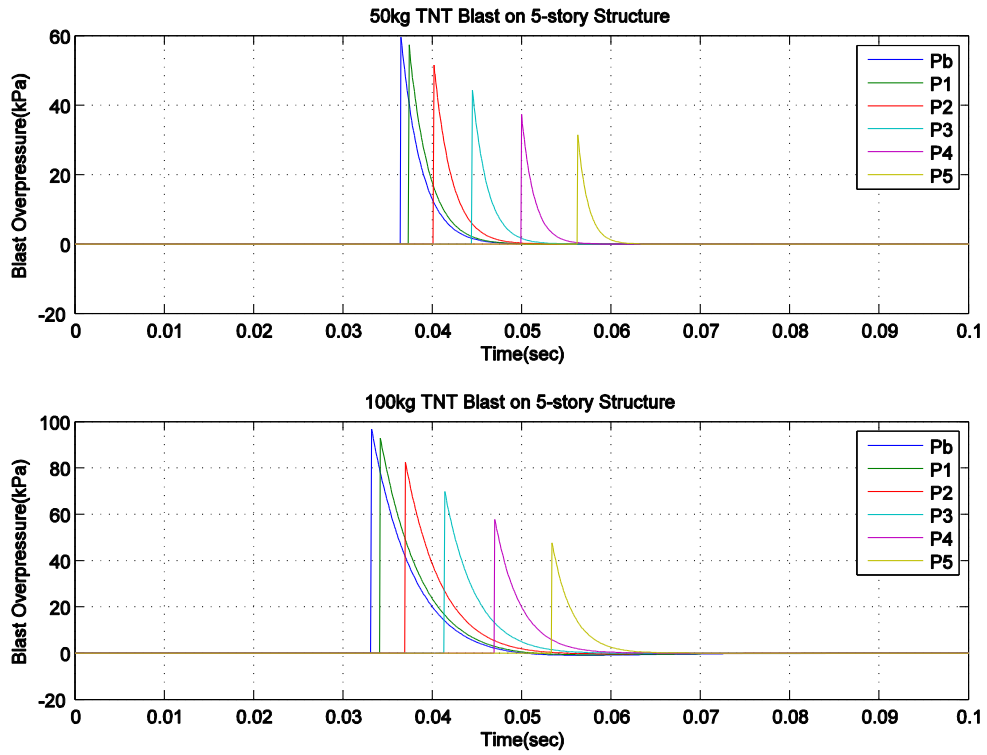 50kg TNT Blast on 5-story Structure
Blast Overpressure(kPa)
60
40
20
0
-20
0 0.01 0.02 0.03 0.04 0.05 0.06 0.07 0.08 0.09 0.1
Time(sec)
Pb
P1
P2
P3
P4
P5
100kg TNT Blast on 5-story Structure
Blast Overpressure(kPa)
100
80
60
40
20
0
-20
0 0.01 0.02 0.03 0.04 0.05 0.06 0.07 0.08 0.09 0.1
Time(sec)
Pb
P1
P2
P3
P4
P5